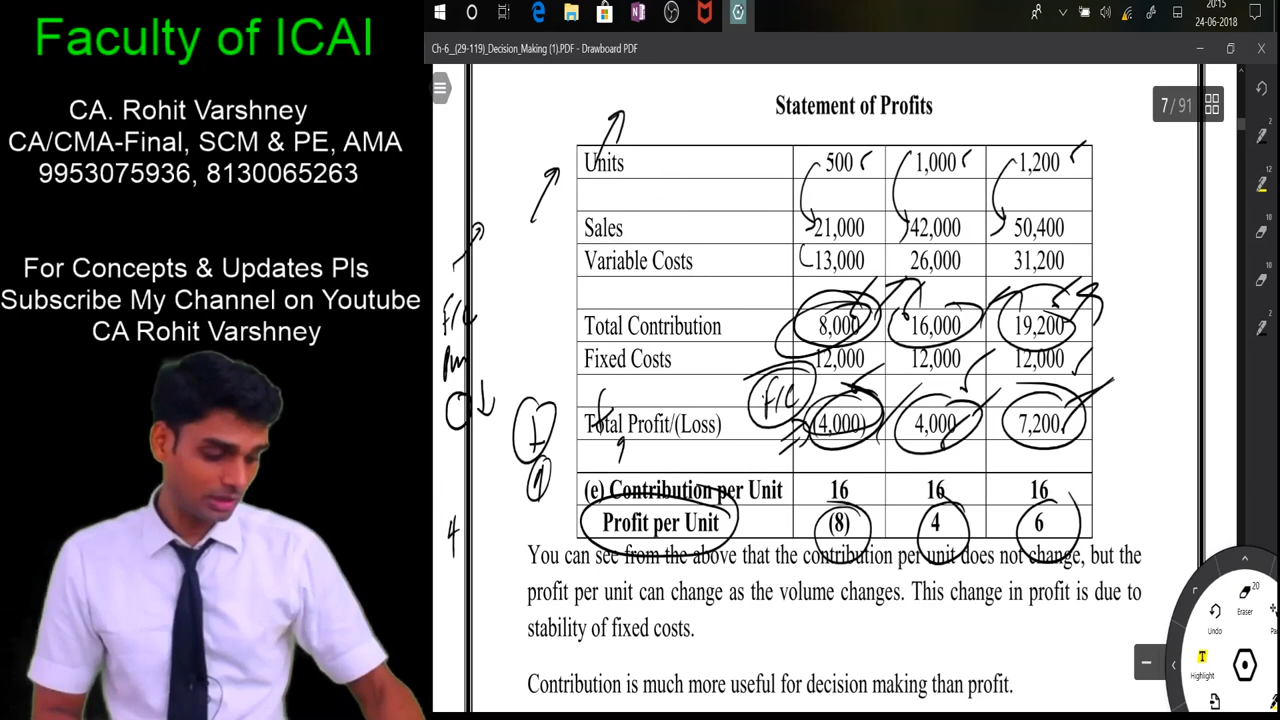 Faculty of ICAI
CA. Rohit Varshney
CA/CMA-Final, SCM & PE, AMA
9953075936, 8130065263
For Concepts & Updates Pls
Subscribe My Channel on Youtube
CA Rohit Varshney
20:15
24-06-2018
Ch-6_(29-119)_Decision_Making (1).PDF - Drawboard PDF
7 / 91
Statement of Profits
Units 500 1,000 1,200
Sales 21,000 42,000 50,400
Variable Costs 13,000 26,000 31,200
Total Contribution 8,000 16,000 19,200
Fixed Costs 12,000 12,000 12,000
F/C
F/C
Total Profit/(Loss) (4,000) 4,000 7,200
(e) Contribution per Unit 16 16 16
Profit per Unit (8) 4 6
You can see from the above that the contribution per unit does not change, but the
profit per unit can change as the volume changes. This change in profit is due to
stability of fixed costs.
Contribution is much more useful for decision making than profit.
20
Eraser
Undo
T
Highlight